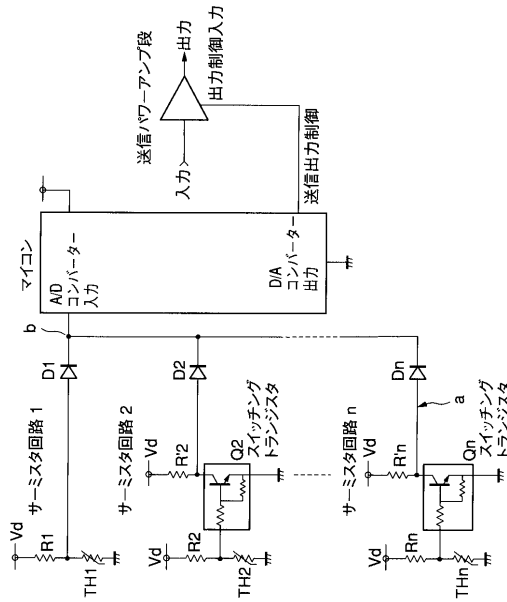 サーミスタ回路 1
Vd
R1
TH1
D1
b
マイコン
A/D
コンバーター
入力
D/A
コンバーター
出力
送信パワーアンプ段
入力
出力
出力制御入力
送信出力制御
サーミスタ回路 2
Vd
R2
TH2
Vd
R'2
D2
Q2
スイッチング
トランジスタ
サーミスタ回路 n
Vd
Rn
THn
Vd
R'n
Dn
a
Qn
スイッチング
トランジスタ